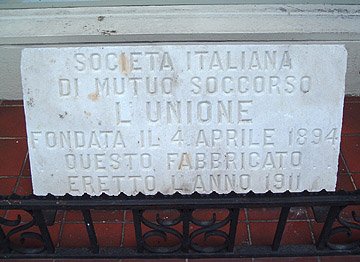 SOCIETA ITALIANA
DI MUTUO SOCCORSO
L UNIONE
FONDATA IL 4. APRILE 1894
QUESTO FABBRICATO
ERETTO L ANNO 1911